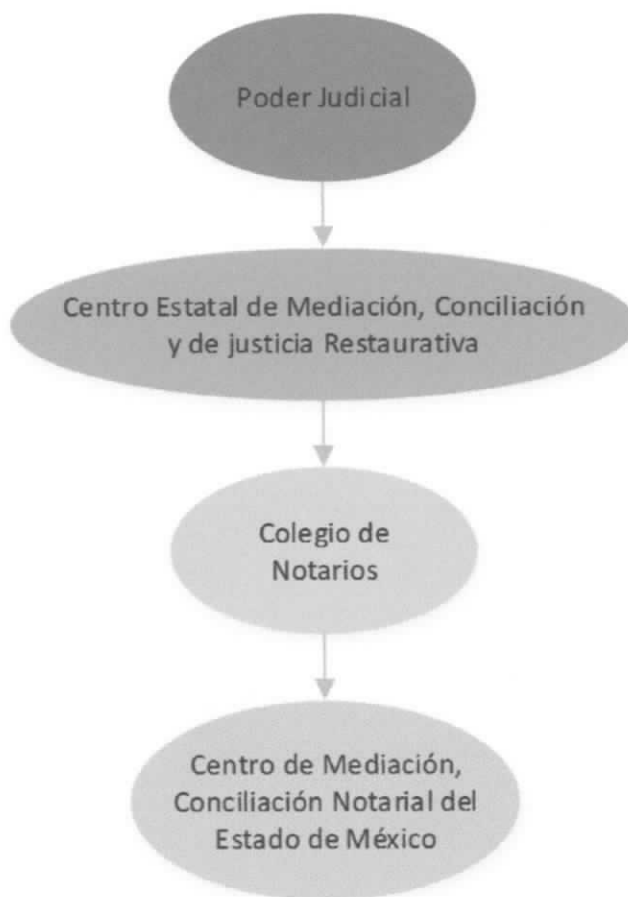 Poder Judicial
Centro Estatal de Mediación, Conciliación
y de justicia Restaurativa
Colegio de
Notarios
Centro de Mediación,
Conciliación Notarial del
Estado de México